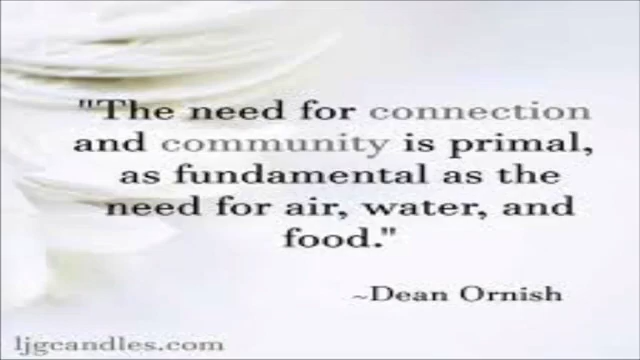 "The need for connection
and community is primal,
as fundamental as the
need for air, water, and
food."
~Dean Ornish
ljgcandles.com